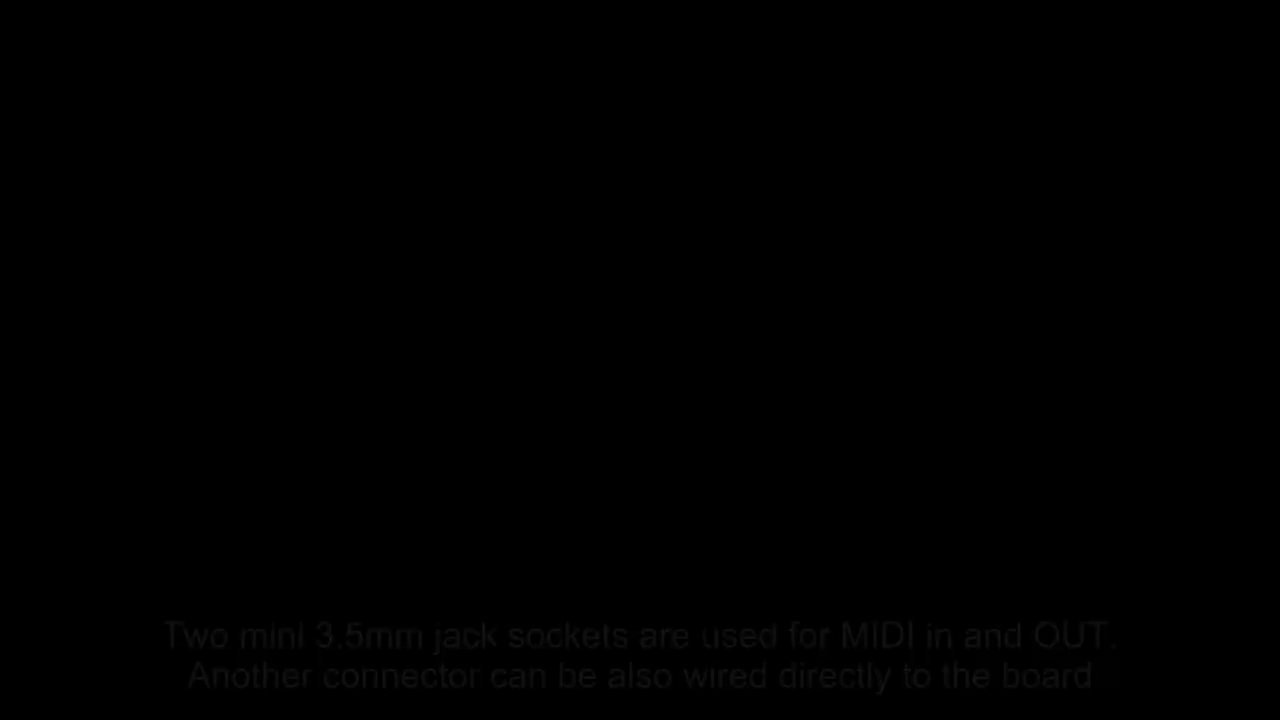 Two mini 3.5mm jack sockets are used for MIDI in and OUT.
Another connector can be also wired directly to the board